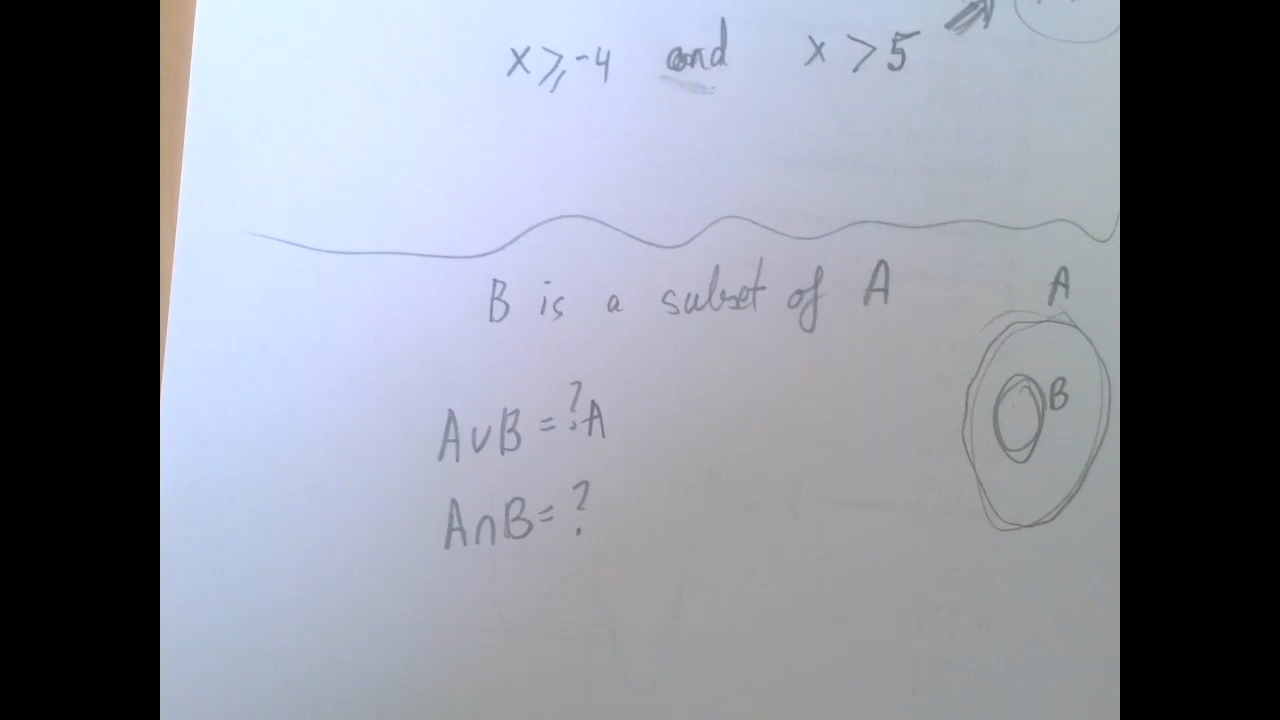 x ≥ -4 and x > 5
B is a subset of A
A
B
A∪B = ? A
A∩B = ?